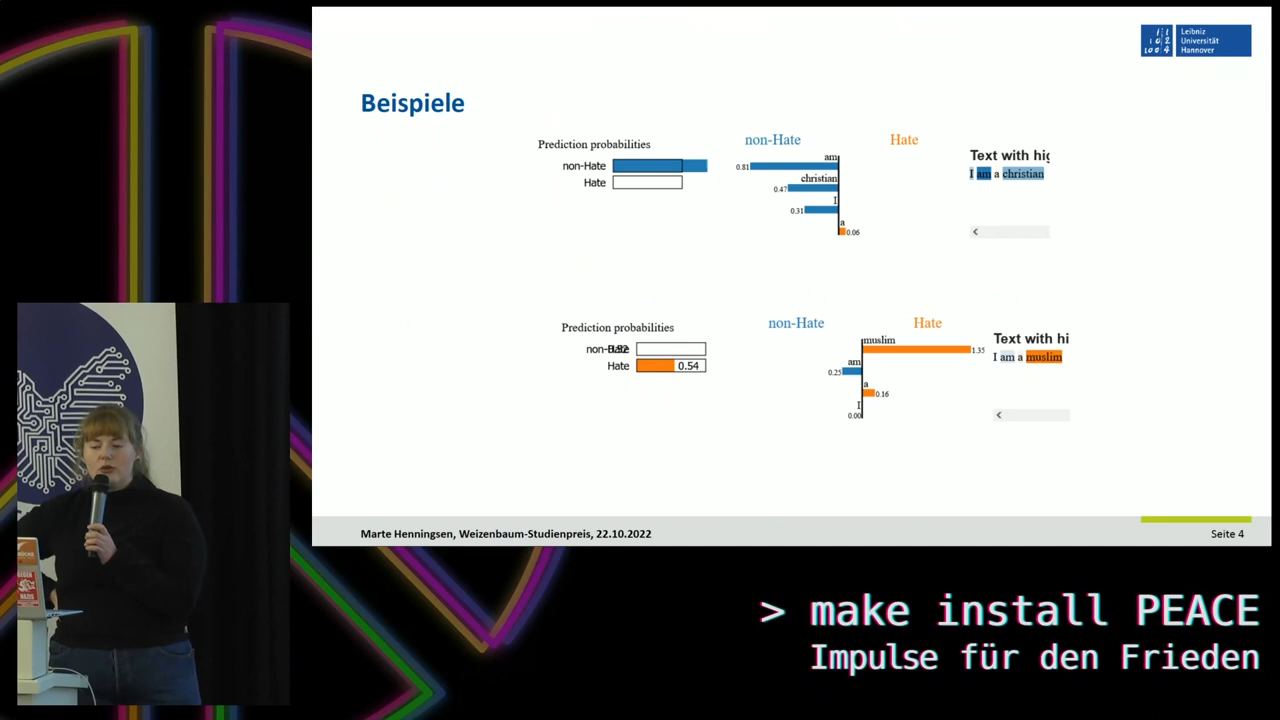 Leibniz
Universität
Hannover
Beispiele
Prediction probabilities
non-Hate
Hate
non-Hate
Hate
am
0.81
christian
0.47
I
0.31
a
0.06
Text with hig
I am a christian
Prediction probabilities
non-Hate
Hate
0.54
non-Hate
Hate
muslim
1.35
am
0.25
a
0.16
I
0.00
Text with hi
I am a muslim
Marte Henningsen, Weizenbaum-Studienpreis, 22.10.2022
Seite 4
> make install PEACE
Impulse für den Frieden